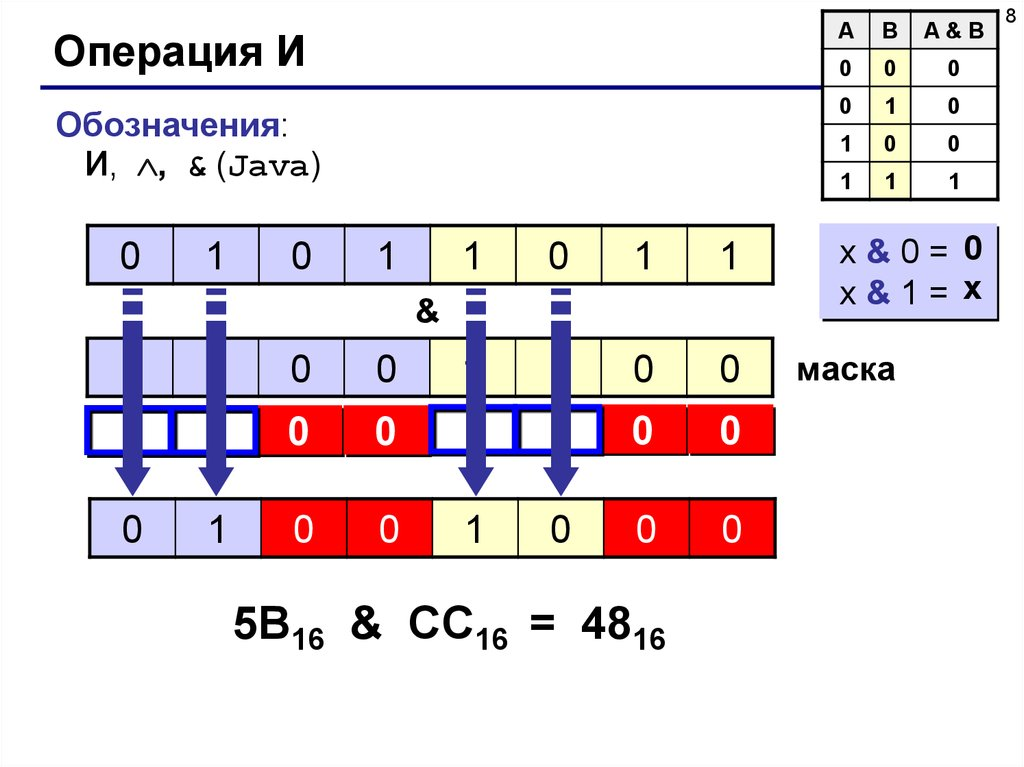 8
Операция И
A B A & B
0 0 0
0 1 0
1 0 0
1 1 1
Обозначения:
И, ∧, & (Java)
0 1 0 1 1 0 1 1
x & 0 = 0
x & 1 = x
&
0 0 0 0
маска
0 0 0 0
0 1 0 0 1 0 0 0
5B₁₆ & CC₁₆ = 48₁₆